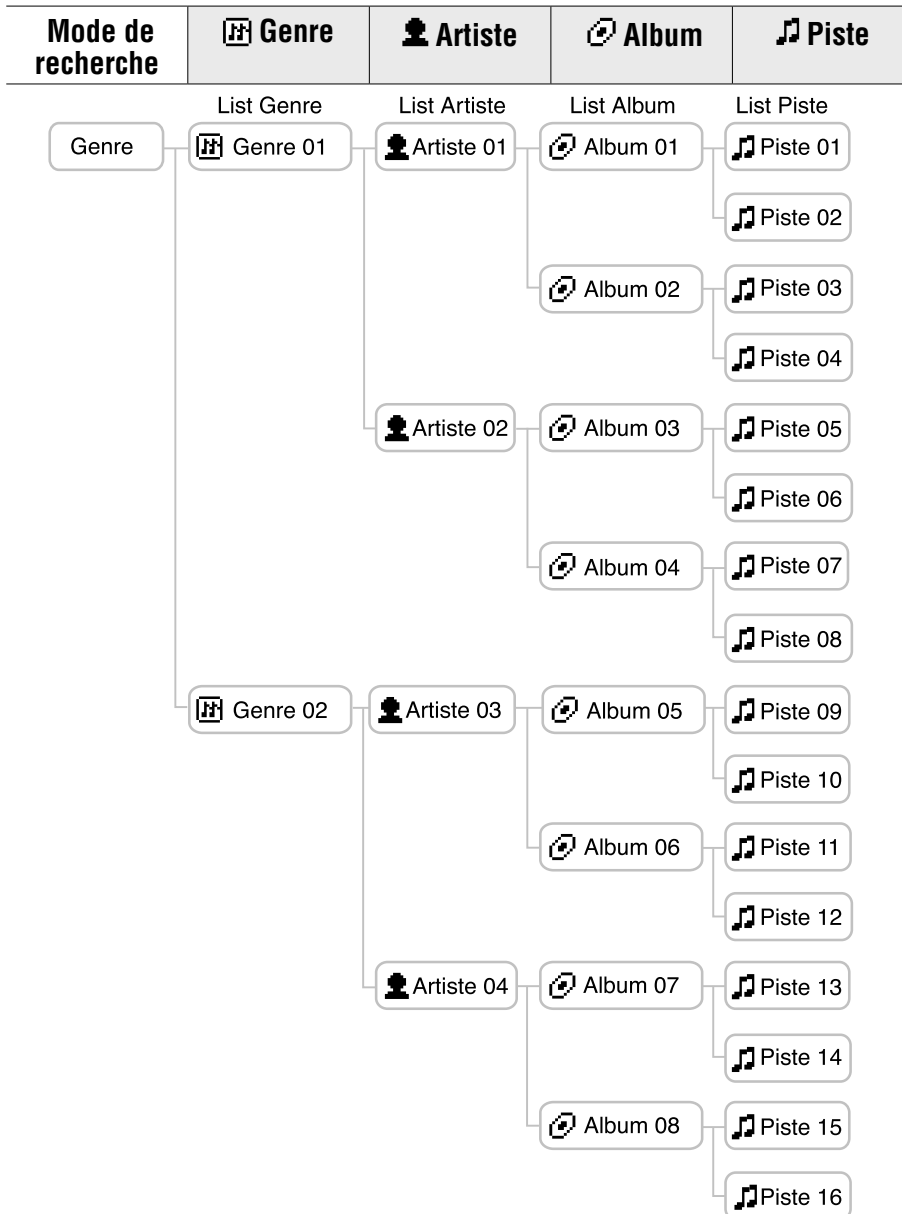 Mode de recherche Genre Artiste Album Piste
List Genre List Artiste List Album List Piste
Genre Genre 01 Artiste 01 Album 01 Piste 01
Piste 02
Album 02 Piste 03
Piste 04
Artiste 02 Album 03 Piste 05
Piste 06
Album 04 Piste 07
Piste 08
Genre 02 Artiste 03 Album 05 Piste 09
Piste 10
Album 06 Piste 11
Piste 12
Artiste 04 Album 07 Piste 13
Piste 14
Album 08 Piste 15
Piste 16